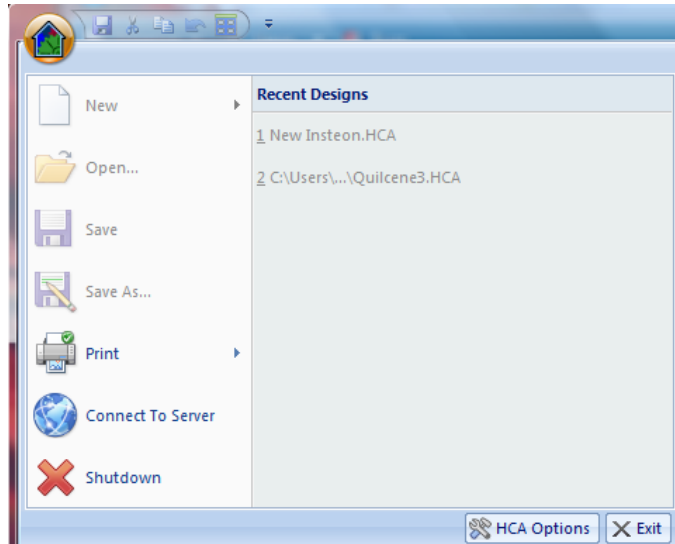 New
Open...
Save
Save As...
Print
Connect To Server
Shutdown
Recent Designs
1 New Insteon.HCA
2 C:\Users\...\Quilcene3.HCA
HCA Options
Exit